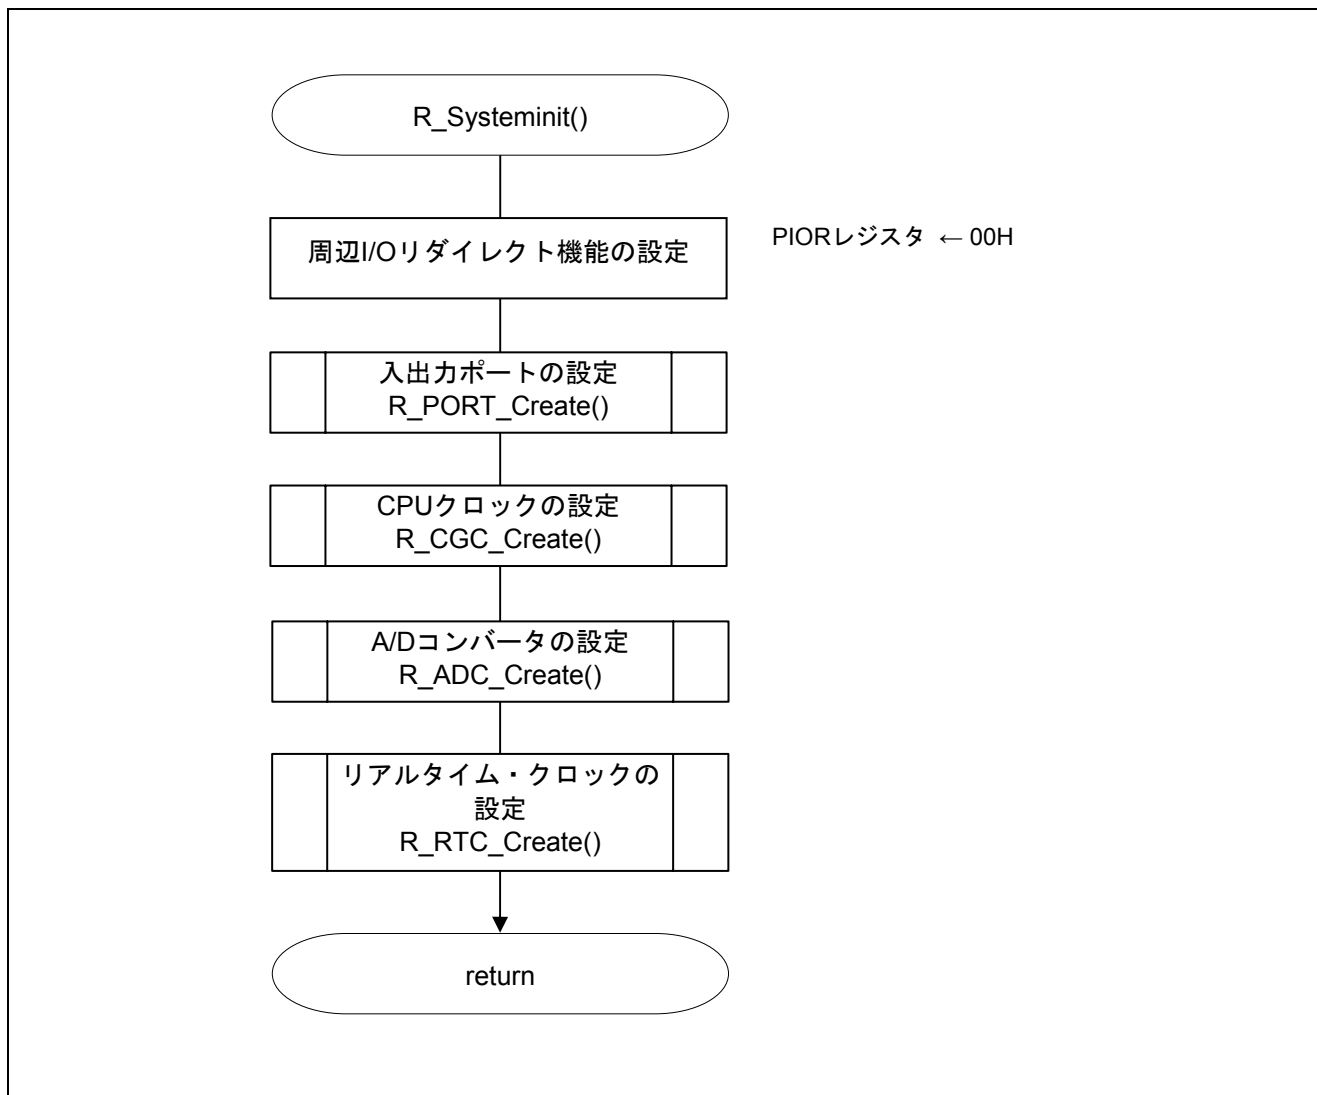 R_Systeminit()
周辺I/Oリダイレクト機能の設定
PIORレジスタ ← 00H
入出力ポートの設定
R_PORT_Create()
CPUクロックの設定
R_CGC_Create()
A/Dコンバータの設定
R_ADC_Create()
リアルタイム・クロックの
設定
R_RTC_Create()
return